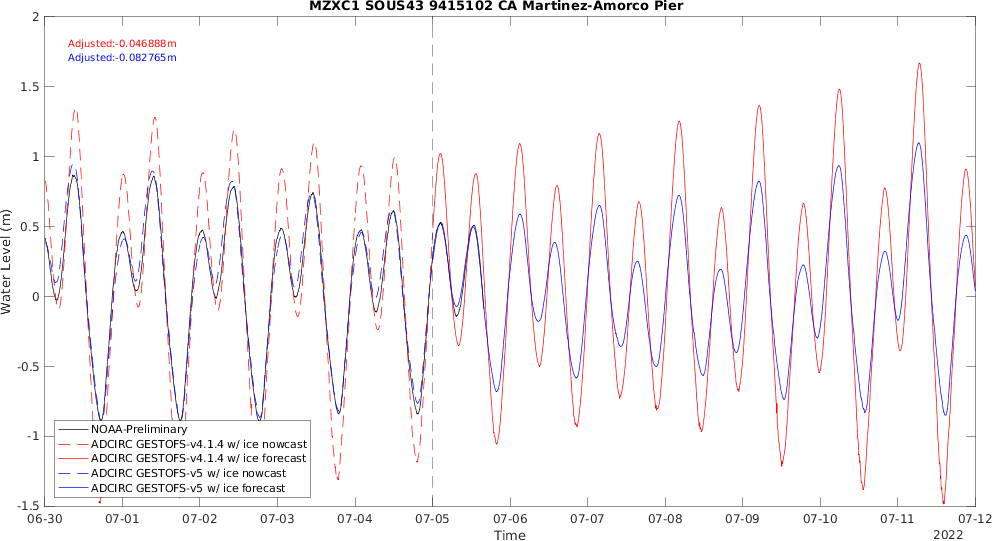 MZXC1 SOUS43 9415102 CA Martinez-Amorco Pier
Adjusted:-0.046888m
Adjusted:-0.082765m
Water Level (m)
2
1.5
1
0.5
0
-0.5
-1
-1.5
NOAA-Preliminary
ADCIRC GESTOFS-v4.1.4 w/ ice nowcast
ADCIRC GESTOFS-v4.1.4 w/ ice forecast
ADCIRC GESTOFS-v5 w/ ice nowcast
ADCIRC GESTOFS-v5 w/ ice forecast
06-30 07-01 07-02 07-03 07-04 07-05 07-06 07-07 07-08 07-09 07-10 07-11 07-12
Time
2022